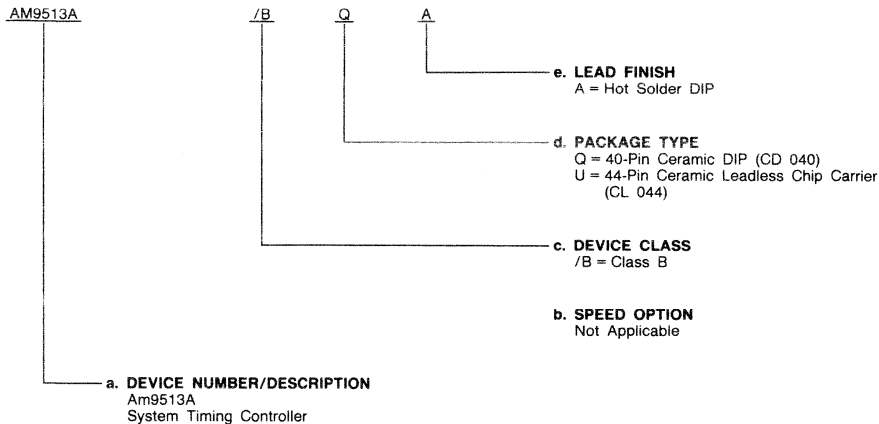 AM9513A /B Q A
e. LEAD FINISH
A = Hot Solder DIP
d. PACKAGE TYPE
Q = 40-Pin Ceramic DIP (CD 040)
U = 44-Pin Ceramic Leadless Chip Carrier
(CL 044)
c. DEVICE CLASS
/B = Class B
b. SPEED OPTION
Not Applicable
a. DEVICE NUMBER/DESCRIPTION
Am9513A
System Timing Controller